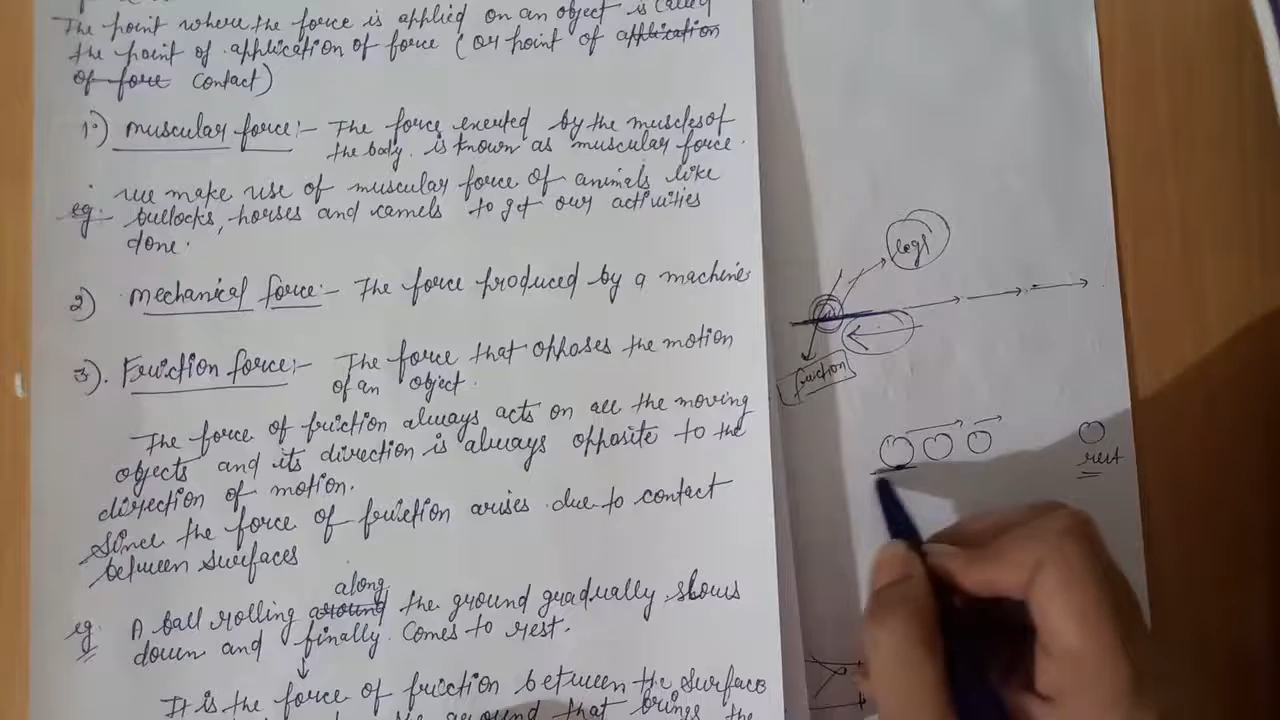 The point where the force is applied on an object is called
the point of application of force (or point of application
of force contact)
1) muscular force:- The force exerted by the muscles of
the body. is known as muscular force.
eg:- we make use of muscular force of animals like
bullocks, horses and camels to get our activities
done.
2) Mechanical force:- The force produced by a machine
3). Friction force:- The force that opposes the motion
of an object.
The force of friction always acts on all the moving
objects and its direction is always opposite to the
direction of motion.
Since the force of friction arises due to contact
between surfaces
along
eg. A ball rolling around the ground gradually slows
down and finally. Comes to rest.
It is the force of friction between the surface
ground that brings the
legs
friction
rest